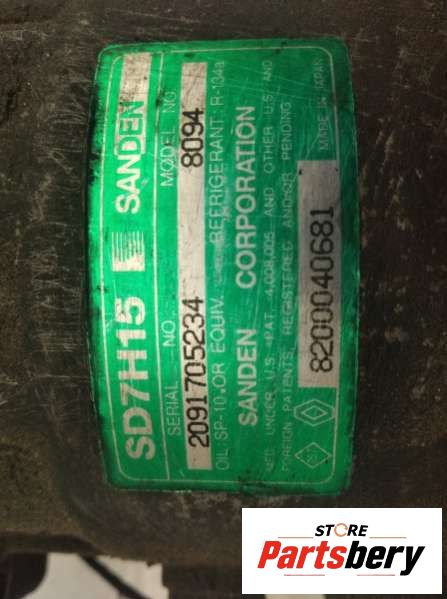 SD7H15 SANDEN
SERIAL NO. MODEL NO.
2091705234 8094
OIL: SP-10, OR EQUIV. REFRIGERANT: R-134a
SANDEN CORPORATION
MFD. UNDER U.S. PAT. 4,008,005 AND OTHER U.S. AND
FOREIGN PATENTS, REGISTERED AND/OR PENDING
8200040681 MADE IN JAPAN
STORE
Partsbery